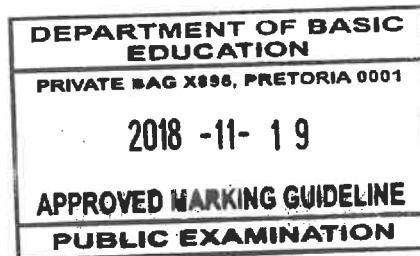 DEPARTMENT OF BASIC
EDUCATION
PRIVATE BAG X895, PRETORIA 0001
2018 -11- 19
APPROVED MARKING GUIDELINE
PUBLIC EXAMINATION